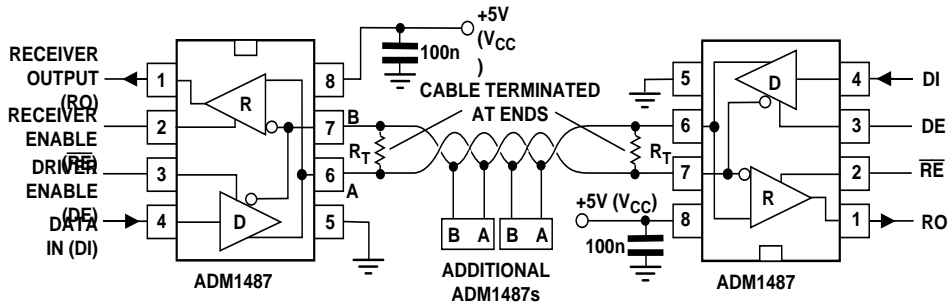 RECEIVER
OUTPUT
(RO)
RECEIVER
ENABLE
(RE)
DRIVER
ENABLE
(DE)
DATA
IN (DI)
1
2
3
4
8
7
6
5
R
D
ADM1487
+5V
(VCC
)
100n
B
A
RT
CABLE TERMINATED
AT ENDS
B A B A
ADDITIONAL
ADM1487s
RT
+5V (VCC)
100n
5
6
7
8
4
3
2
1
D
R
DI
DE
RE
RO
ADM1487